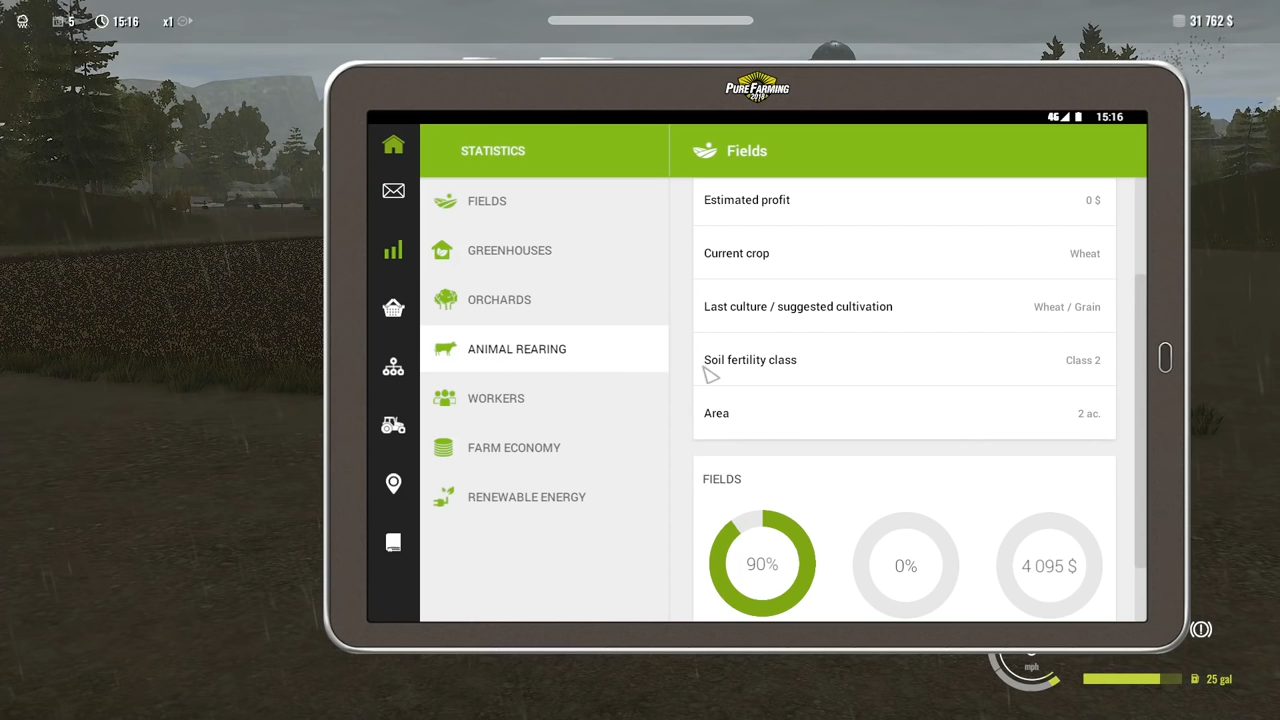 5 15:16 x1
31 762 $
PURE FARMING
2018
4G 15:16
STATISTICS
Fields
FIELDS
GREENHOUSES
ORCHARDS
ANIMAL REARING
WORKERS
FARM ECONOMY
RENEWABLE ENERGY
Estimated profit 0 $
Current crop Wheat
Last culture / suggested cultivation Wheat / Grain
Soil fertility class Class 2
Area 2 ac.
FIELDS
90% 0% 4 095 $
mph
25 gal